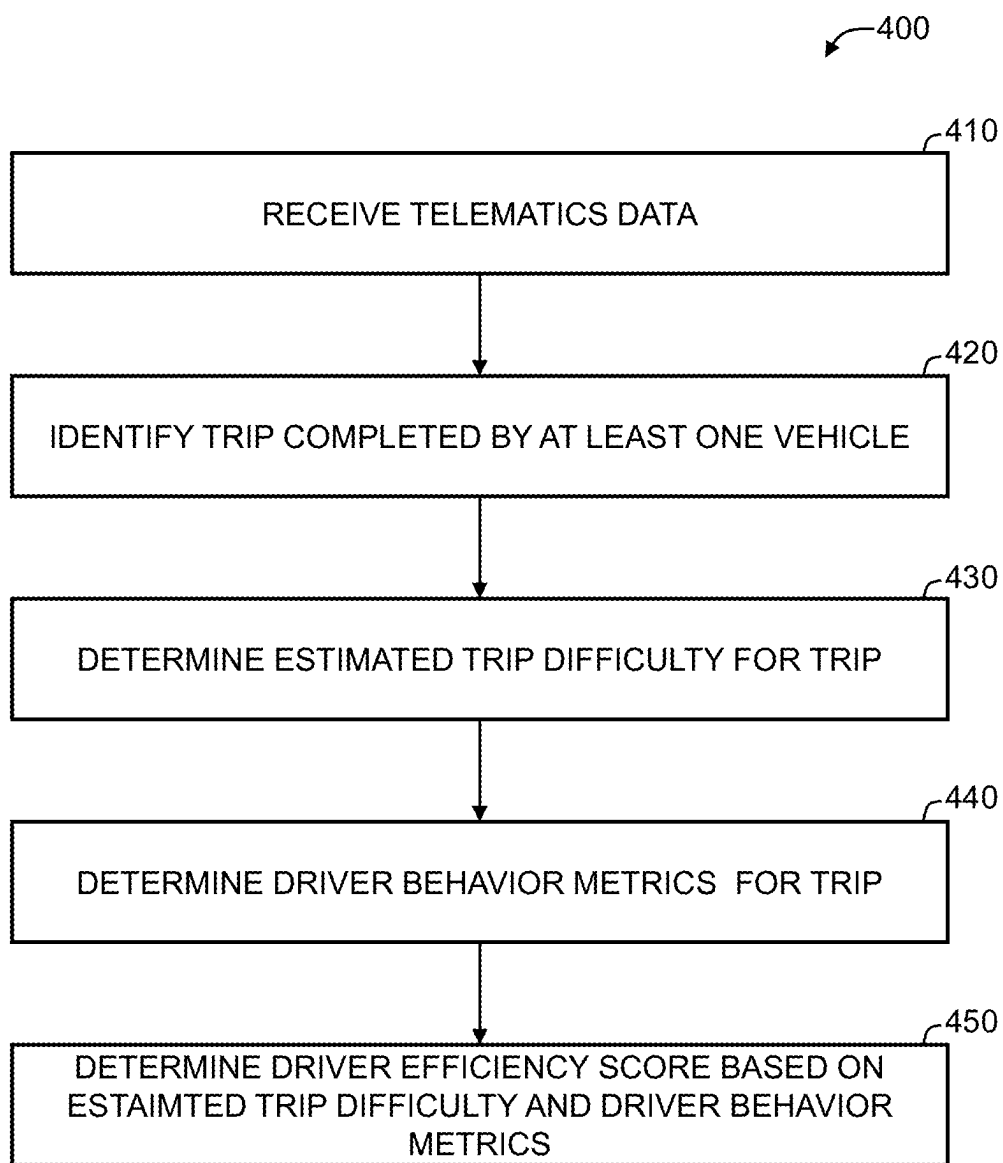 400
410
RECEIVE TELEMATICS DATA
420
IDENTIFY TRIP COMPLETED BY AT LEAST ONE VEHICLE
430
DETERMINE ESTIMATED TRIP DIFFICULTY FOR TRIP
440
DETERMINE DRIVER BEHAVIOR METRICS FOR TRIP
450
DETERMINE DRIVER EFFICIENCY SCORE BASED ON
ESTAIMTED TRIP DIFFICULTY AND DRIVER BEHAVIOR
METRICS